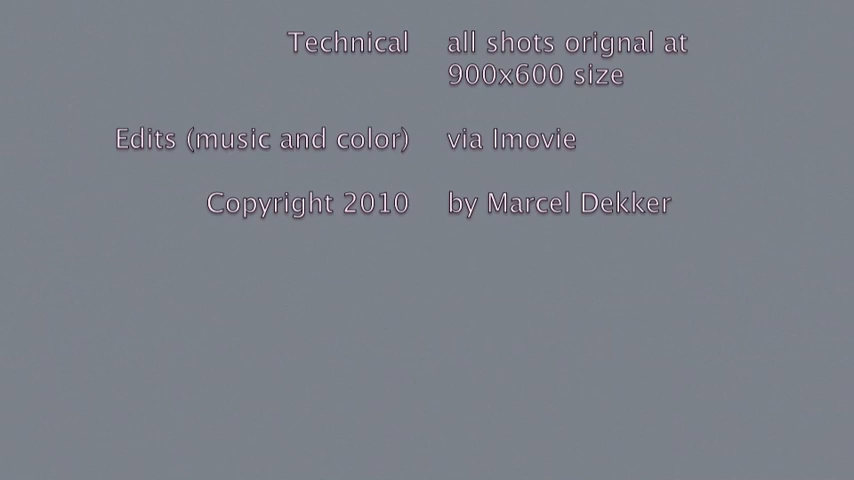 Technical all shots orignal at
900x600 size
Edits (music and color) via Imovie
Copyright 2010 by Marcel Dekker